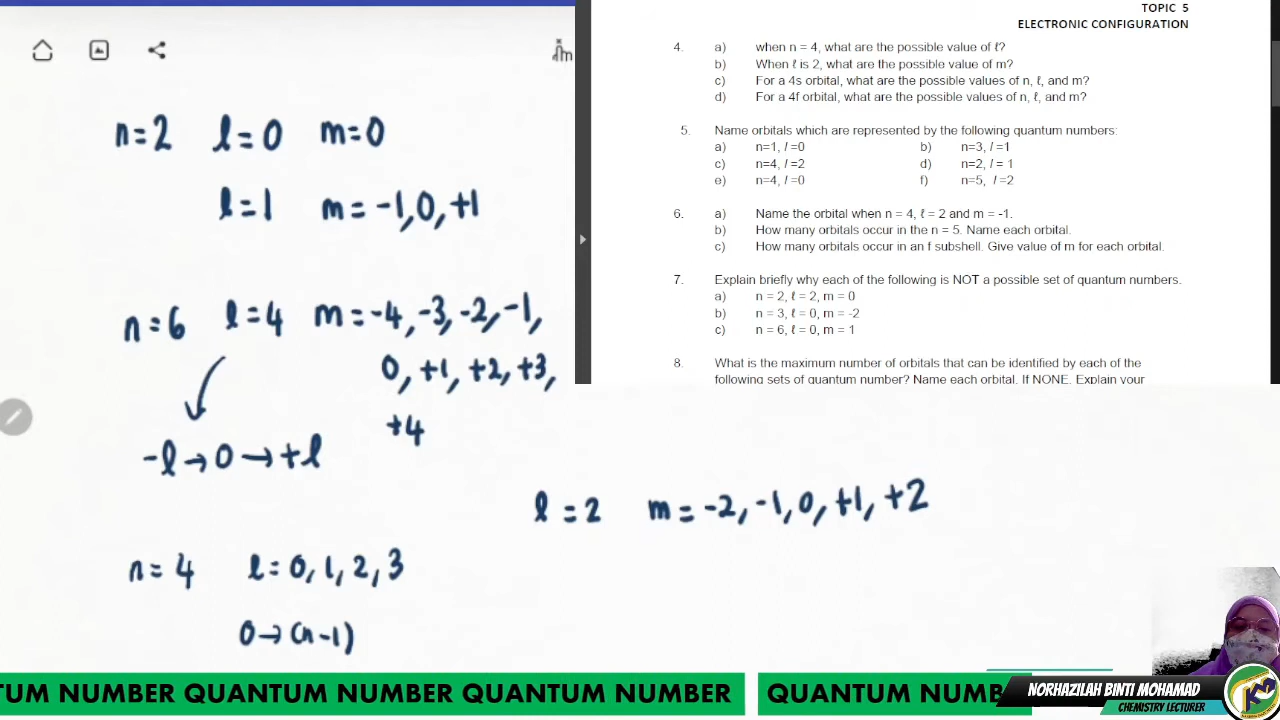 n=2 l=0 m=0
l=1 m=-1,0,+1
n=6 l=4 m=-4,-3,-2,-1,
0,+1,+2,+3,
+4
-l→0→+l
n=4 l=0,1,2,3
0→(n-1)
l=2 m=-2,-1,0,+1,+2
TOPIC 5
ELECTRONIC CONFIGURATION
4. a) when n = 4, what are the possible value of ℓ?
b) When ℓ is 2, what are the possible value of m?
c) For a 4s orbital, what are the possible values of n, ℓ, and m?
d) For a 4f orbital, what are the possible values of n, ℓ, and m?
5. Name orbitals which are represented by the following quantum numbers:
a) n=1, l =0 b) n=3, l =1
c) n=4, l =2 d) n=2, l = 1
e) n=4, l =0 f) n=5, l =2
6. a) Name the orbital when n = 4, ℓ = 2 and m = -1.
b) How many orbitals occur in the n = 5. Name each orbital.
c) How many orbitals occur in an f subshell. Give value of m for each orbital.
7. Explain briefly why each of the following is NOT a possible set of quantum numbers.
a) n = 2, ℓ = 2, m = 0
b) n = 3, ℓ = 0, m = -2
c) n = 6, ℓ = 0, m = 1
8. What is the maximum number of orbitals that can be identified by each of the
following sets of quantum number? Name each orbital. If NONE. Explain your
TUM NUMBER QUANTUM NUMBER QUANTUM NUMBER QUANTUM NUMB
NORHAZILAH BINTI MOHAMAD
CHEMISTRY LECTURER